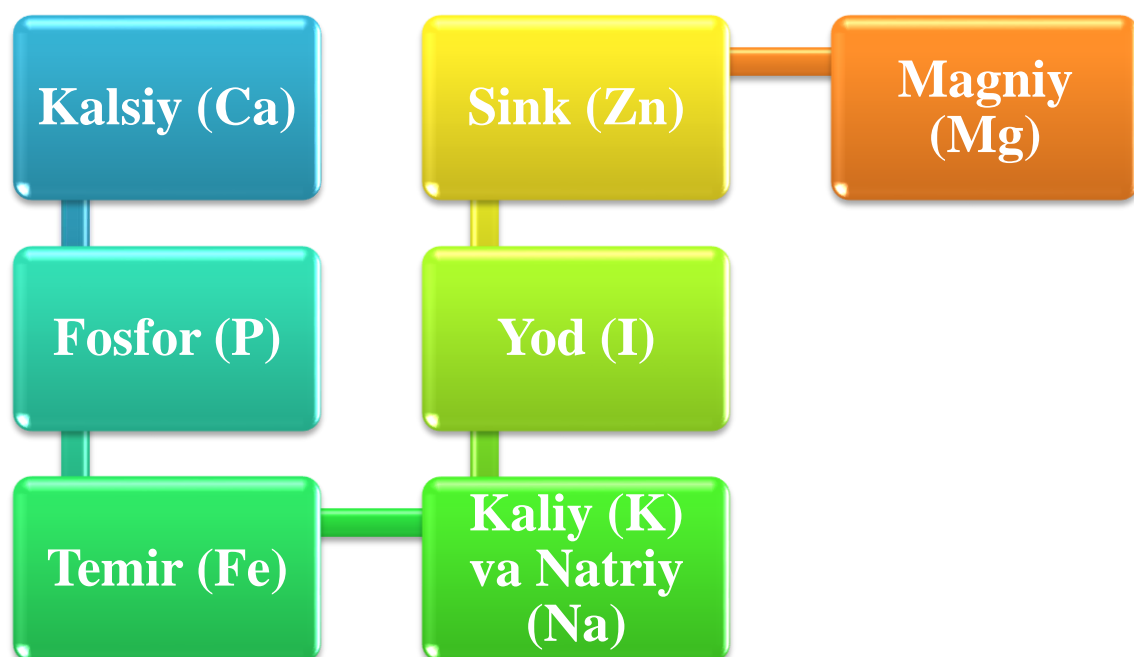 Kalsiy (Ca)
Fosfor (P)
Temir (Fe)
Kaliy (K)
va Natriy
(Na)
Yod (I)
Sink (Zn)
Magniy
(Mg)